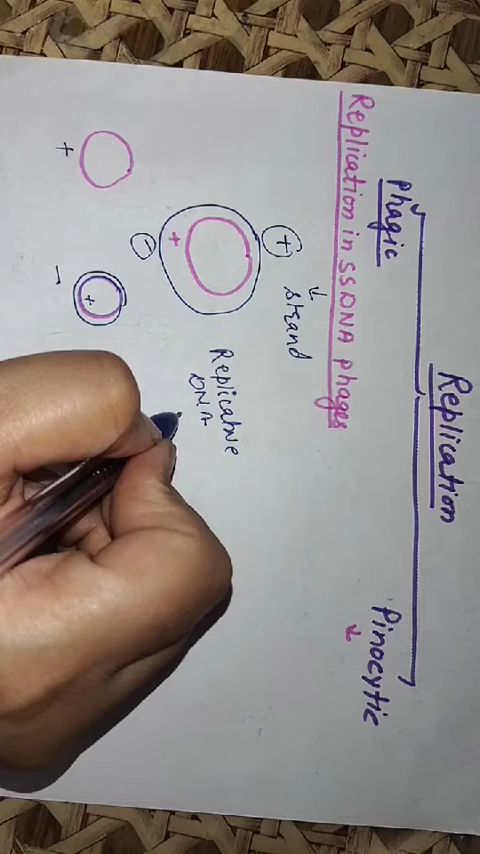 Replication
Phagic
Pinocytic
Replication in SSDNA phages
+
strand
+
−
Replicative
DNA
+
+
−